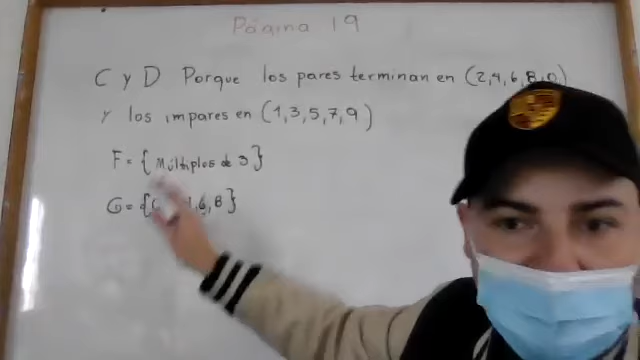 Página 19
C y D Porque los pares terminan en (2,4,6,8,0)
y los impares en (1,3,5,7,9)
F = { Múltiplos de 3 }
G = { 6, 8 }